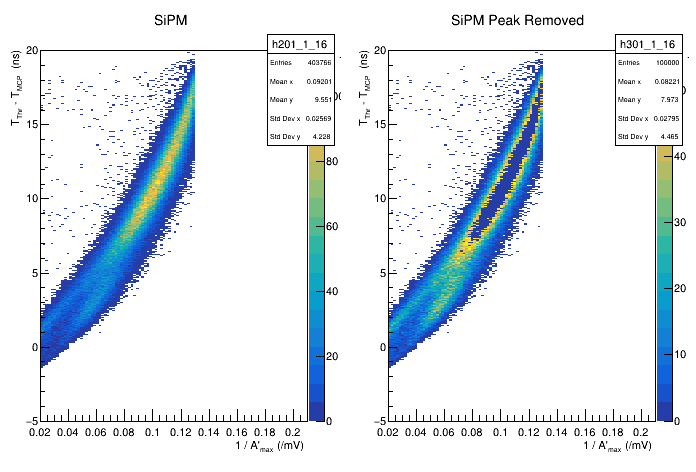 SiPM
h201_1_16
Entries 403766
Mean x 0.09201
Mean y 9.551
Std Dev x 0.02569
Std Dev y 4.228
T_Thr - T_MCP (ns)
20
15
10
5
0
−5
0.02 0.04 0.06 0.08 0.1 0.12 0.14 0.16 0.18 0.2
1 / A'_max (/mV)
80
60
40
20
0
SiPM Peak Removed
h301_1_16
Entries 100000
Mean x 0.08221
Mean y 7.973
Std Dev x 0.02795
Std Dev y 4.465
T_Thr - T_MCP (ns)
20
15
10
5
0
−5
0.02 0.04 0.06 0.08 0.1 0.12 0.14 0.16 0.18 0.2
1 / A'_max (/mV)
40
30
20
10
0